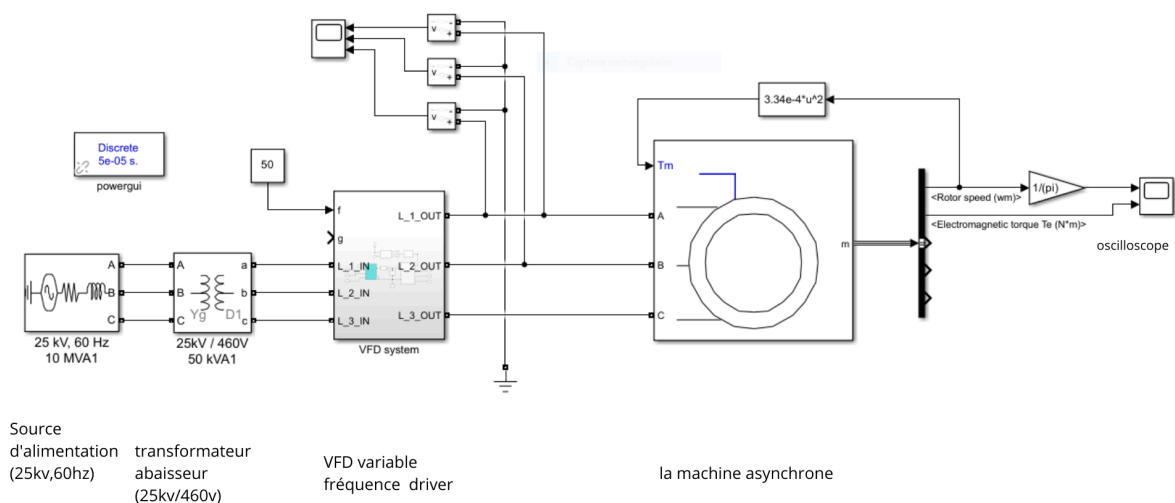 v
-
+
v
-
+
v
-
+
3.34e-4*u^2
Discrete
5e-05 s.
powergui
50
Tm
f
L_1_OUT
g
A
1/(pi)
<Rotor speed (wm)>
<Electromagnetic torque Te (N*m)>
oscilloscope
m
A
A
a
L_1_IN
L_2_OUT
B
B
B
b
L_2_IN
C
C
c
L_3_IN
L_3_OUT
C
Yg
D1
25 kV, 60 Hz
10 MVA1
25kV / 460V
50 kVA1
VFD system
Source
d'alimentation
(25kv,60hz)
transformateur
abaisseur
(25kv/460v)
VFD variable
fréquence driver
la machine asynchrone